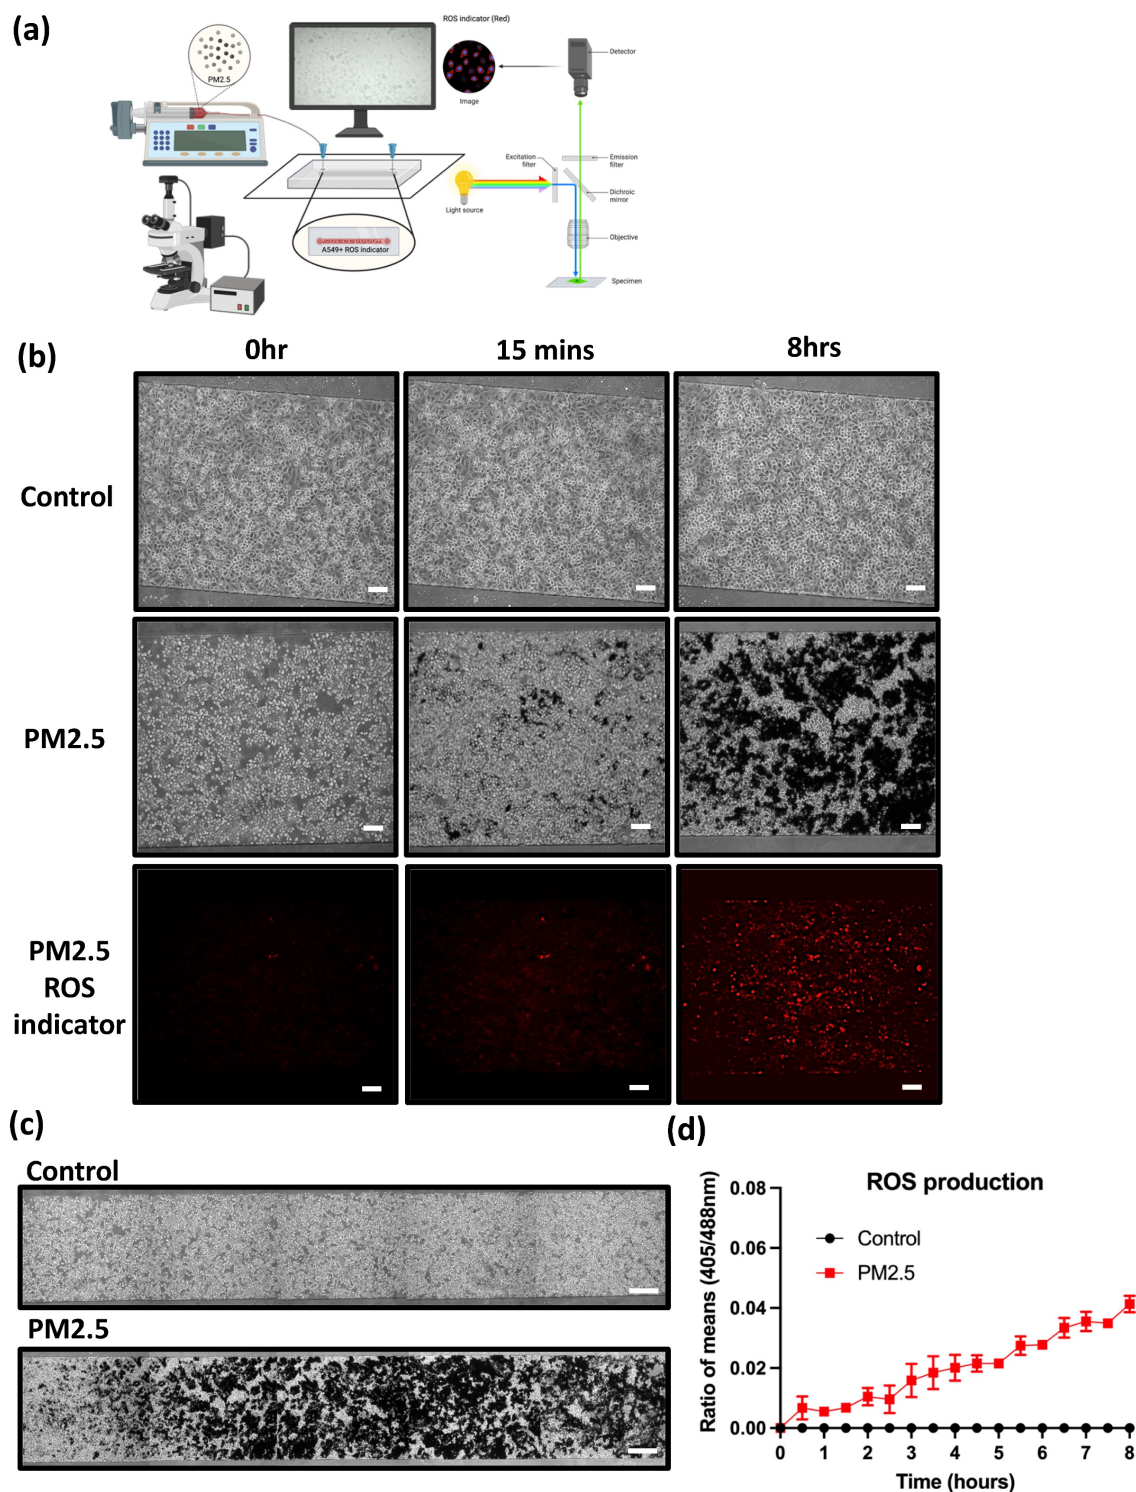 (a)
PM2.5
ROS indicator (Red)
Image
Detector
Excitation
filter
Emission
filter
Dichroic
mirror
Light source
Objective
Specimen
A549+ ROS indicator
(b)
0hr
15 mins
8hrs
Control
PM2.5
PM2.5
ROS
indicator
(c)
Control
PM2.5
(d)
ROS production
Control
PM2.5
Ratio of means (405/488nm)
0.08
0.06
0.04
0.02
0.00
0 1 2 3 4 5 6 7 8
Time (hours)